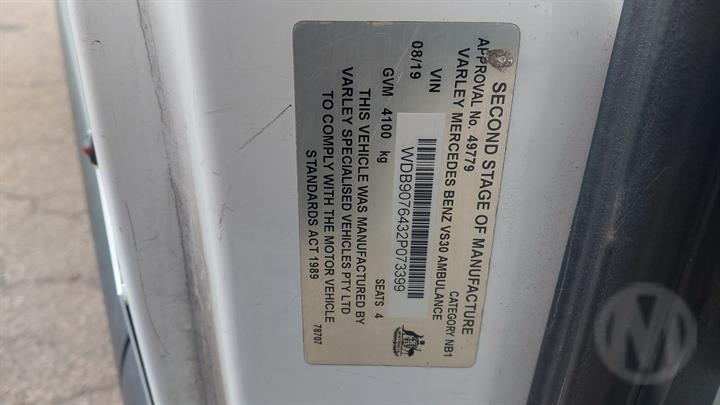 SECOND STAGE OF MANUFACTURE
APPROVAL No. 49779 CATEGORY NB1
VARLEY MERCEDES BENZ VS30 AMBULANCE
08/19 VIN WDB9076432P073399
GVM 4100 kg SEATS 4
THIS VEHICLE WAS MANUFACTURED BY
VARLEY SPECIALISED VEHICLES PTY LTD
TO COMPLY WITH THE MOTOR VEHICLE
STANDARDS ACT 1989
78707
M